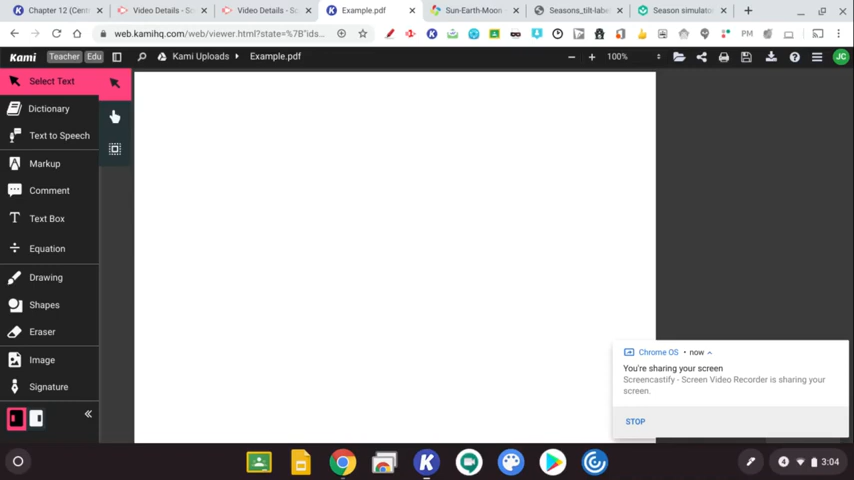 Chapter 12 (Cent
Video Details - Sc
Video Details - Sc
Example.pdf
Sun-Earth-Moon
Seasons_tilt-labe
Season simulator
web.kamihq.com/web/viewer.html?state=%7B"ids...
PM
Kami
Teacher
Edu
Kami Uploads
Example.pdf
100%
JC
Select Text
Dictionary
Text to Speech
Markup
Comment
Text Box
Equation
Drawing
Shapes
Eraser
Image
Signature
Chrome OS • now
You're sharing your screen
Screencastify - Screen Video Recorder is sharing your
screen.
STOP
4
3:04